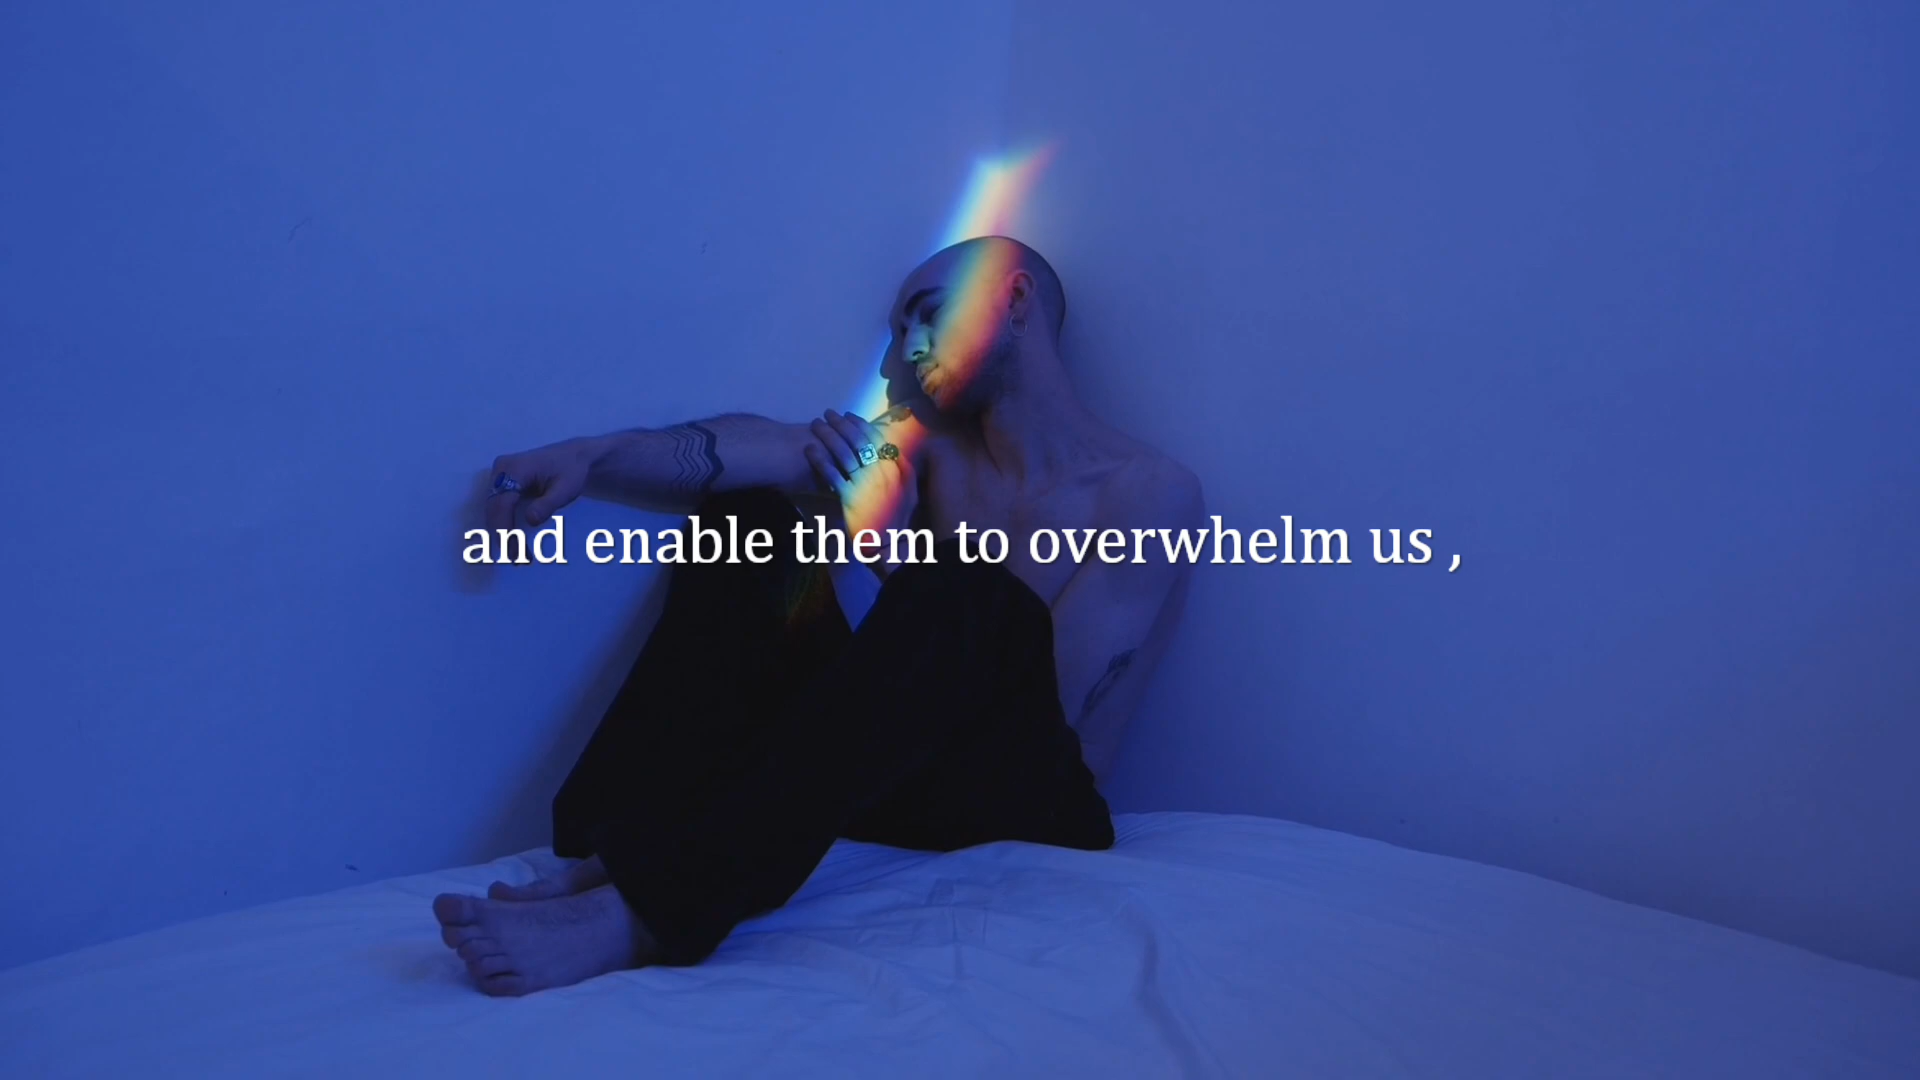 and enable them to overwhelm us ,